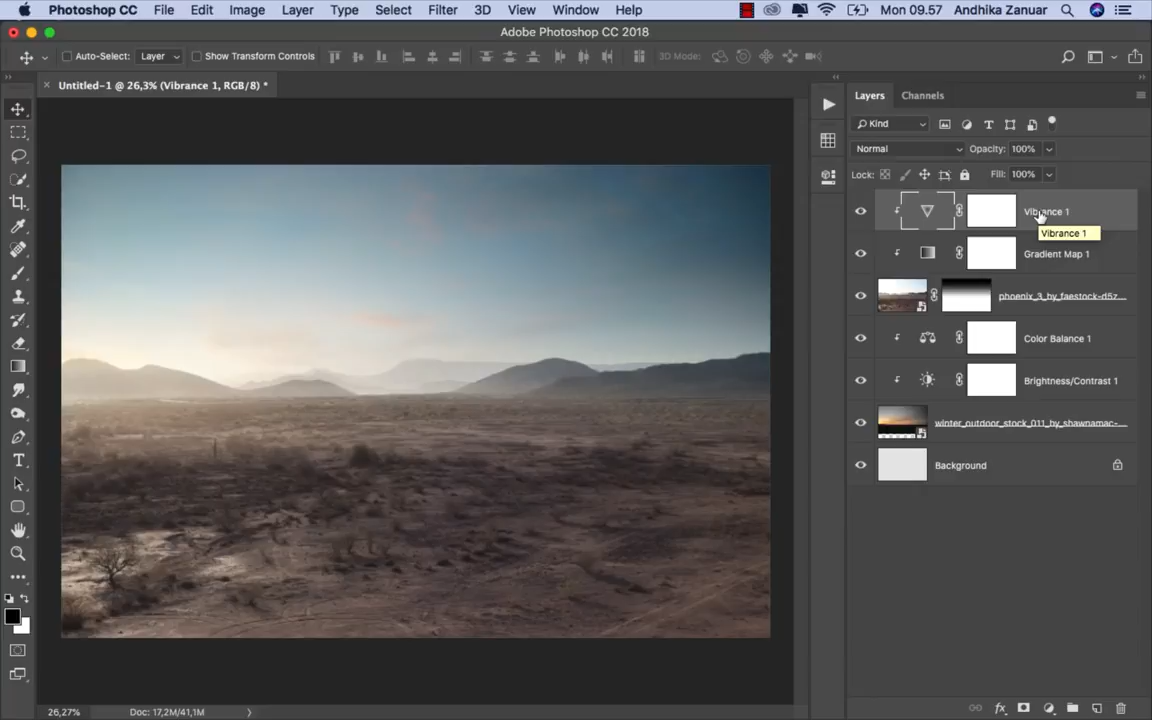 Photoshop CC File Edit Image Layer Type Select Filter 3D View Window Help Mon 09.57 Andhika Zanuar
Adobe Photoshop CC 2018
Auto-Select: Layer Show Transform Controls 3D Mode:
Untitled-1 @ 26,3% (Vibrance 1, RGB/8) *
Layers Channels
Kind
Normal Opacity: 100%
Lock: Fill: 100%
Vibrance 1
Vibrance 1
Gradient Map 1
phoenix_3_by_faestock-d5z...
Color Balance 1
Brightness/Contrast 1
winter_outdoor_stock_011_by_shawnamac-...
Background
26,27% Doc: 17,2M/41,1M